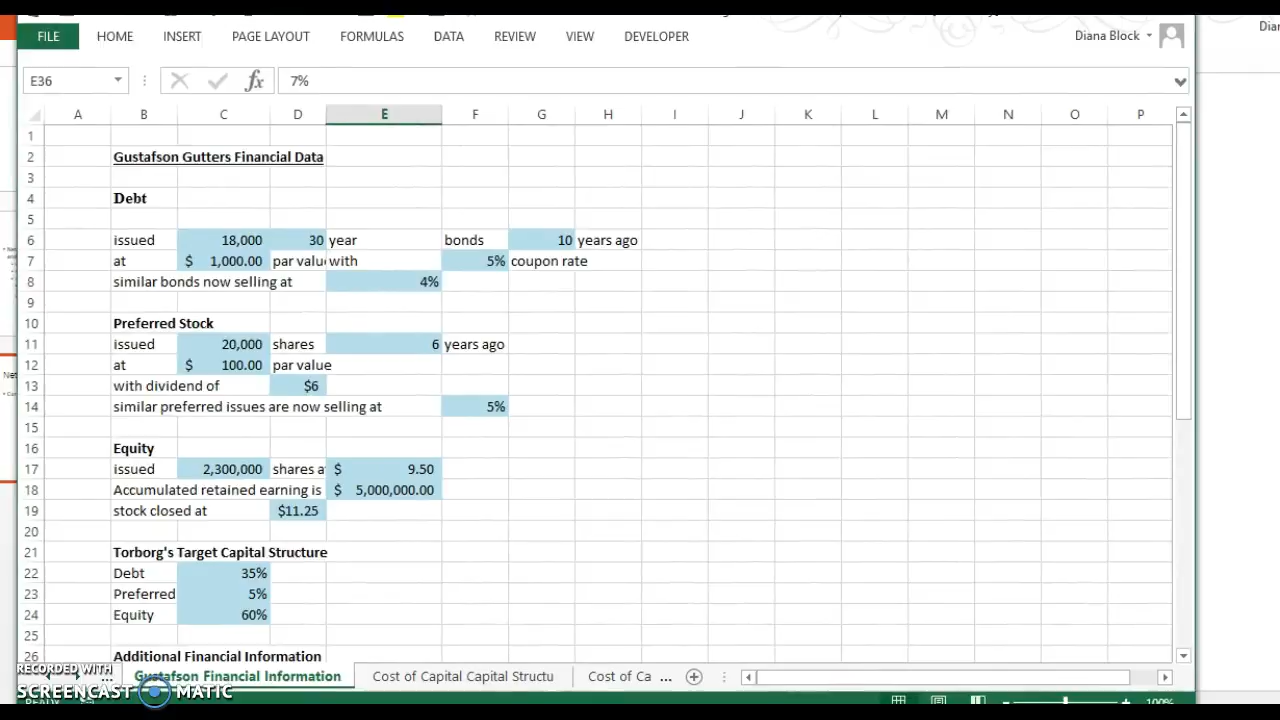 FILE HOME INSERT PAGE LAYOUT FORMULAS DATA REVIEW VIEW DEVELOPER Diana Block
E36 fx 7%
A B C D E F G H I J K L M N O P
1
2 Gustafson Gutters Financial Data
3
4 Debt
5
6 issued 18,000 30 year bonds 10 years ago
7 at $ 1,000.00 par valu with 5% coupon rate
8 similar bonds now selling at 4%
9
10 Preferred Stock
11 issued 20,000 shares 6 years ago
12 at $ 100.00 par value
13 with dividend of $6
14 similar preferred issues are now selling at 5%
15
16 Equity
17 issued 2,300,000 shares a $ 9.50
18 Accumulated retained earning is $ 5,000,000.00
19 stock closed at $11.25
20
21 Torborg's Target Capital Structure
22 Debt 35%
23 Preferred 5%
24 Equity 60%
25
26 Additional Financial Information
... Gustafson Financial Information Cost of Capital Capital Structu Cost of Ca ...
RECORDED WITH
SCREENCAST MATIC
100%